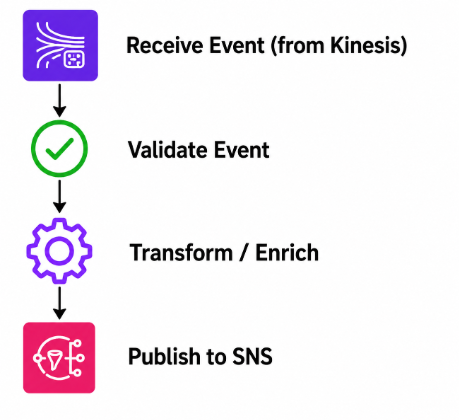 Receive Event (from Kinesis)
Validate Event
Transform / Enrich
Publish to SNS